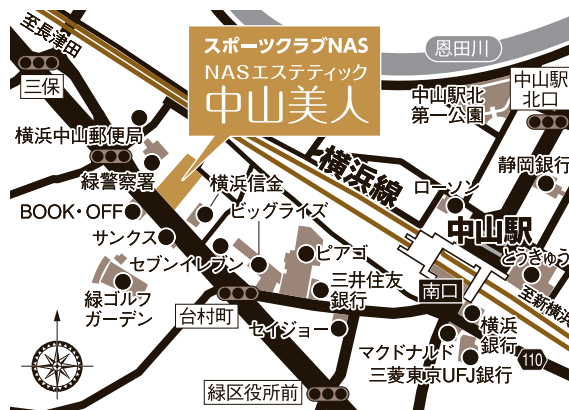 至長津田
三保
スポーツクラブNAS
NASエステティック
中山美人
恩田川
中山駅北
第一公園
中山駅
北口
横浜中山郵便局
緑警察署
BOOK・OFF
サンクス
セブンイレブン
緑ゴルフ
ガーデン
横浜信金
ビッグライズ
JR横浜線
ローソン
静岡銀行
中山駅
とうきゅう
ピアゴ
三井住友
銀行
南口
至新横浜
台村町
セイジョー
横浜
銀行
マクドナルド
三菱東京UFJ銀行
110
緑区役所前